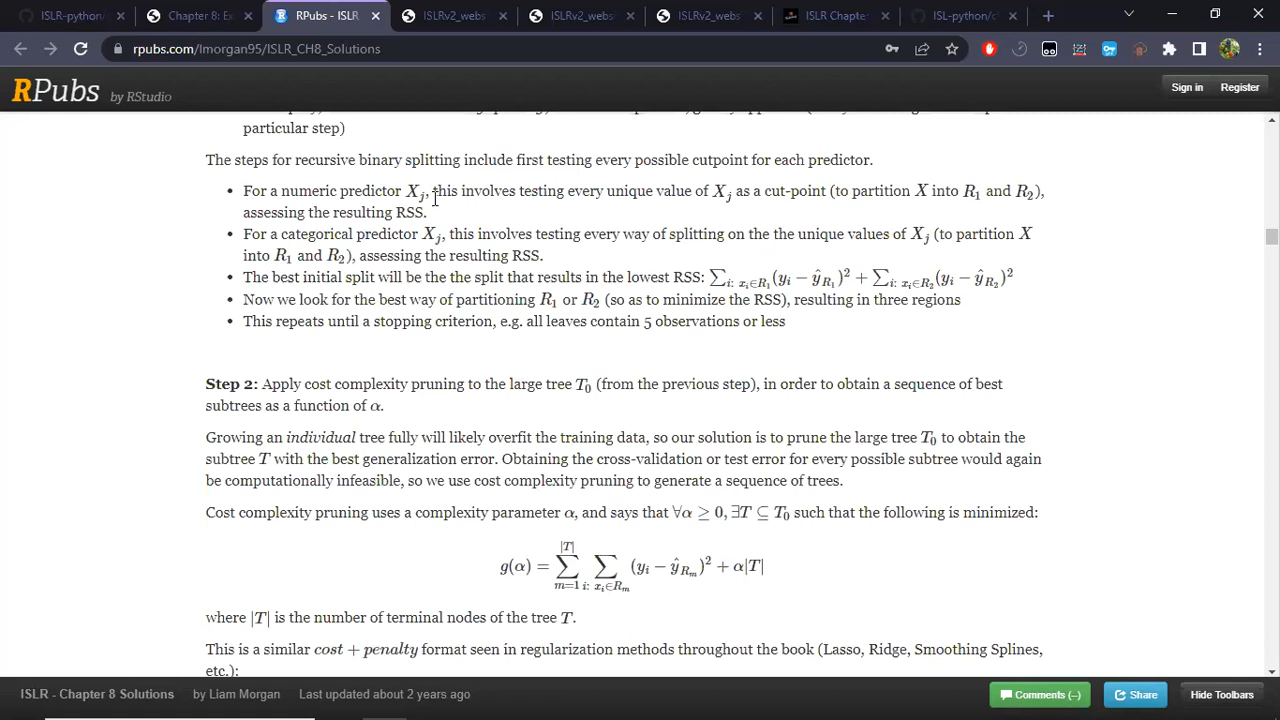 ISLR-python/c
Chapter 8: Ex
RPubs - ISLR
ISLRv2_webs
ISLRv2_webs
ISLRv2_webs
ISLR Chapte
ISL-python/c
rpubs.com/lmorgan95/ISLR_CH8_Solutions
RPubs by RStudio
Sign in Register
particular step)
The steps for recursive binary splitting include first testing every possible cutpoint for each predictor.
• For a numeric predictor X_j, this involves testing every unique value of X_j as a cut-point (to partition X into R_1 and R_2),
assessing the resulting RSS.
• For a categorical predictor X_j, this involves testing every way of splitting on the the unique values of X_j (to partition X
into R_1 and R_2), assessing the resulting RSS.
• The best initial split will be the the split that results in the lowest RSS: ∑_{i: x_i∈R_1}(y_i − ŷ_{R_1})² + ∑_{i: x_i∈R_2}(y_i − ŷ_{R_2})²
• Now we look for the best way of partitioning R_1 or R_2 (so as to minimize the RSS), resulting in three regions
• This repeats until a stopping criterion, e.g. all leaves contain 5 observations or less
Step 2: Apply cost complexity pruning to the large tree T_0 (from the previous step), in order to obtain a sequence of best
subtrees as a function of α.
Growing an individual tree fully will likely overfit the training data, so our solution is to prune the large tree T_0 to obtain the
subtree T with the best generalization error. Obtaining the cross-validation or test error for every possible subtree would again
be computationally infeasible, so we use cost complexity pruning to generate a sequence of trees.
Cost complexity pruning uses a complexity parameter α, and says that ∀α ≥ 0, ∃T ⊆ T_0 such that the following is minimized:
g(α) = ∑_{m=1}^{|T|} ∑_{i: x_i∈R_m} (y_i − ŷ_{R_m})² + α|T|
where |T| is the number of terminal nodes of the tree T.
This is a similar cost + penalty format seen in regularization methods throughout the book (Lasso, Ridge, Smoothing Splines,
etc.):
ISLR - Chapter 8 Solutions by Liam Morgan Last updated about 2 years ago
Comments (–) Share Hide Toolbars